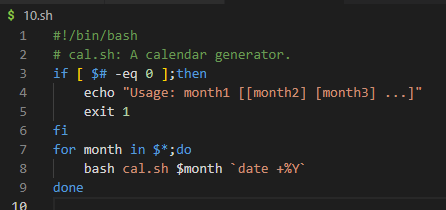 $ 10.sh
1 #!/bin/bash
2 # cal.sh: A calendar generator.
3 if [ $# -eq 0 ];then
4     echo "Usage: month1 [[month2] [month3] ...]"
5     exit 1
6 fi
7 for month in $*;do
8     bash cal.sh $month `date +%Y`
9 done
10